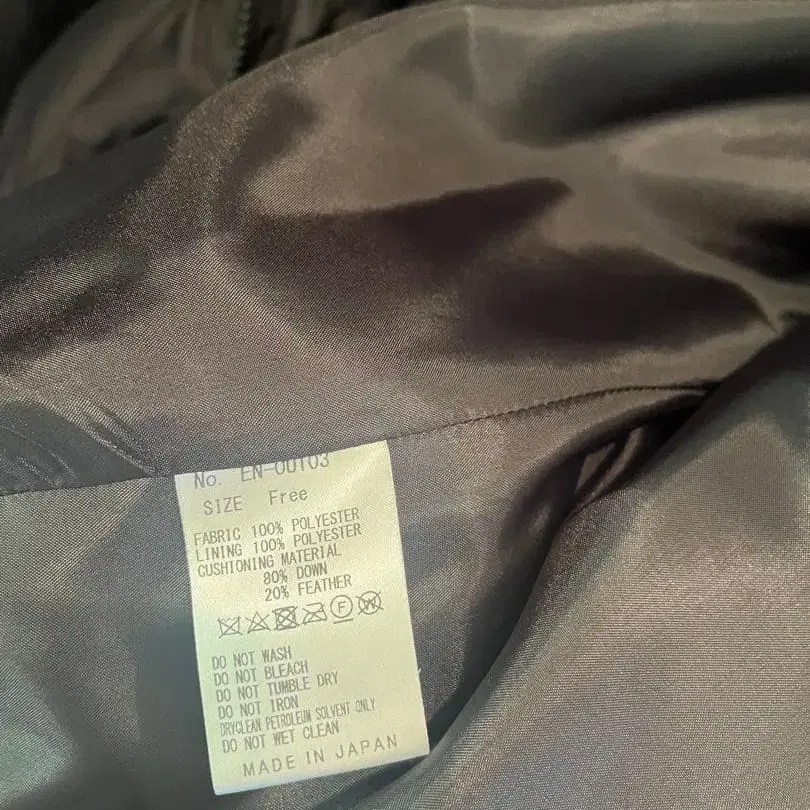 No. EN-00T03
SIZE Free
FABRIC 100% POLYESTER
LINING 100% POLYESTER
CUSHIONING MATERIAL
80% DOWN
20% FEATHER
F W
DO NOT WASH
DO NOT BLEACH
DO NOT TUMBLE DRY
DO NOT IRON
DRYCLEAN PETROLEUM SOLVENT ONLY
DO NOT WET CLEAN
MADE IN JAPAN